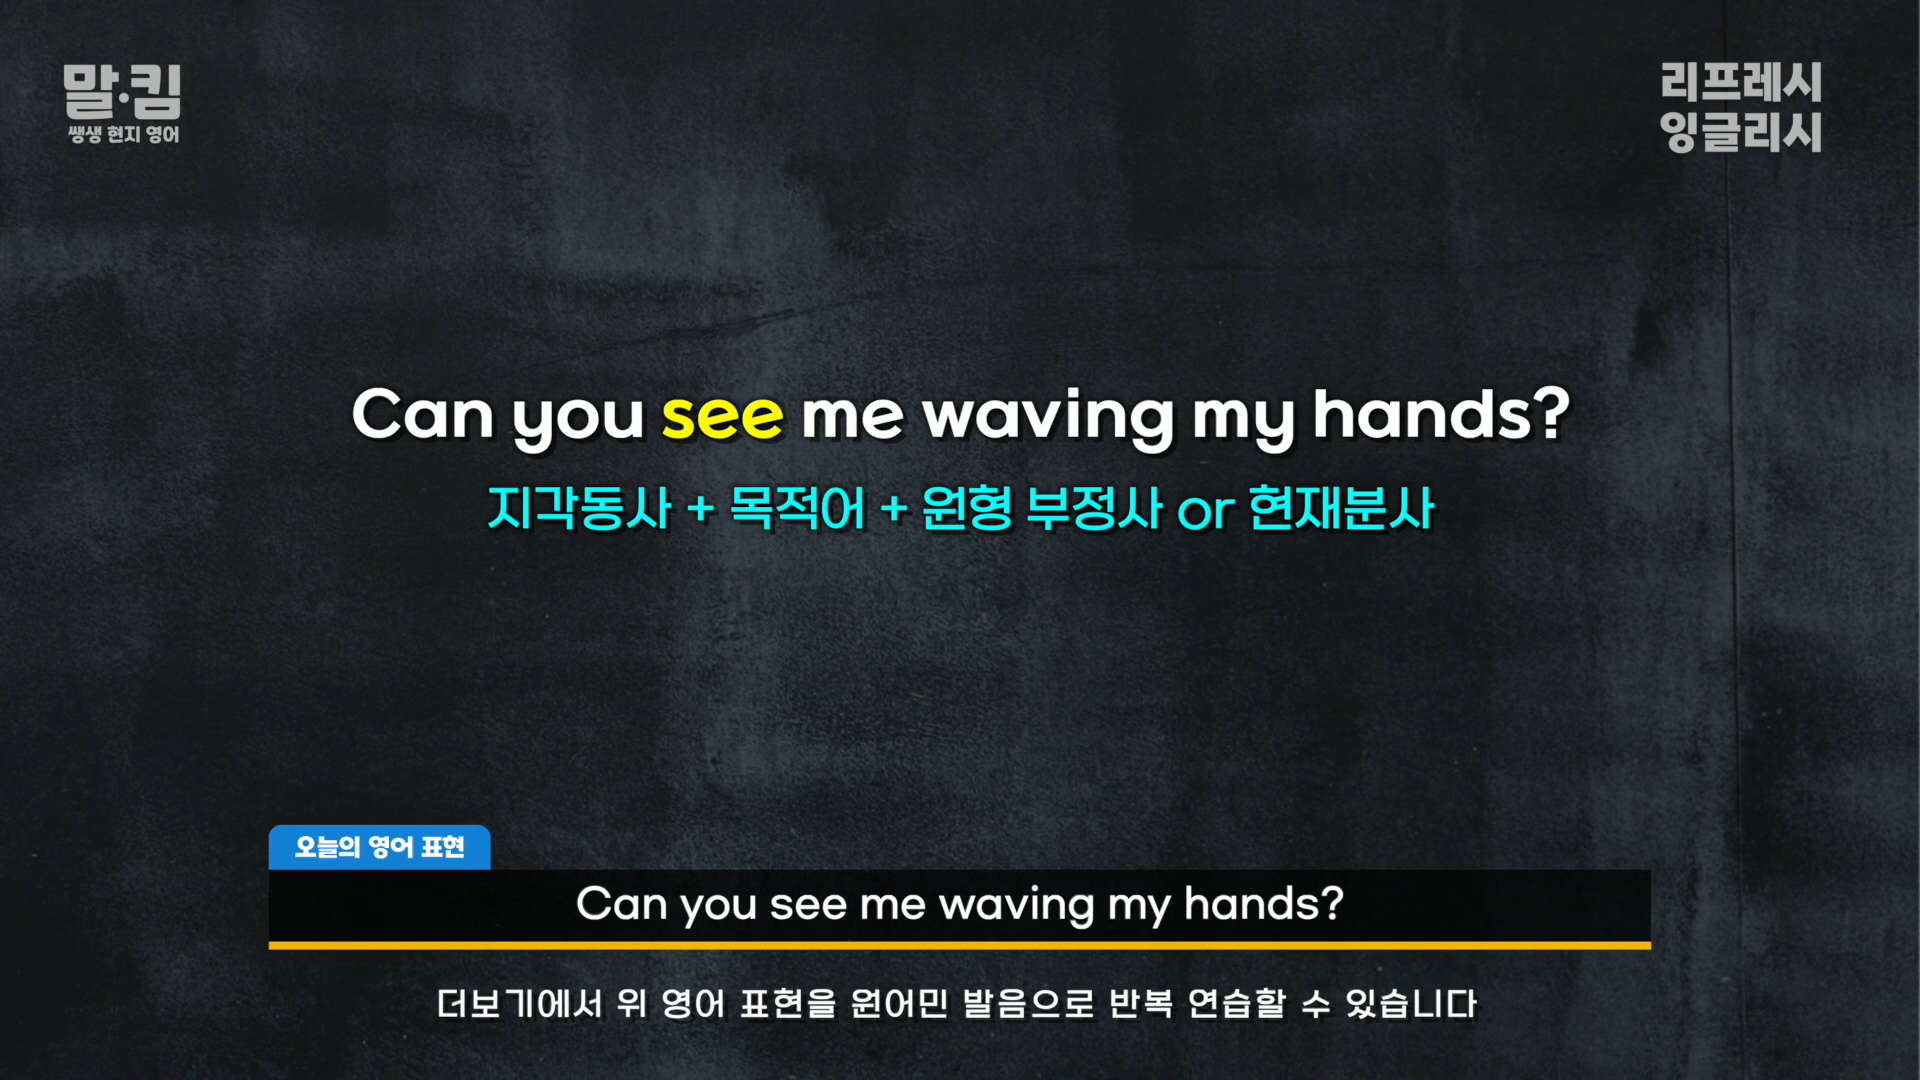 말·킴
쌩생 현지 영어
리프레시
잉글리시
Can you see me waving my hands?
지각동사 + 목적어 + 원형 부정사 or 현재분사
오늘의 영어 표현
Can you see me waving my hands?
더보기에서 위 영어 표현을 원어민 발음으로 반복 연습할 수 있습니다